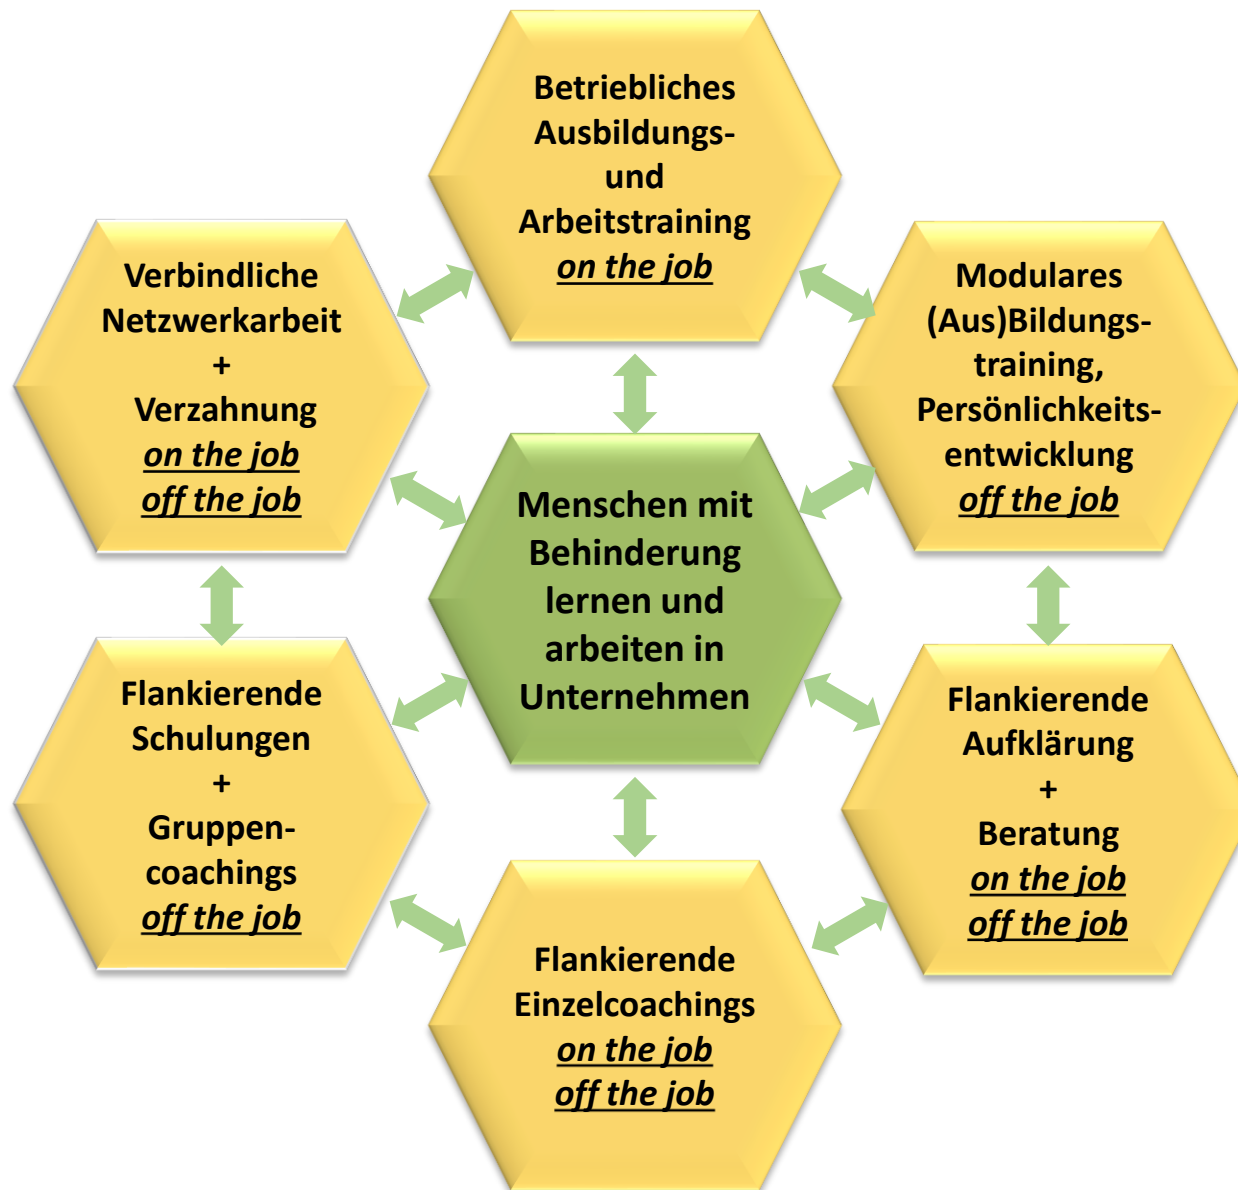 Betriebliches
Ausbildungs-
und
Arbeitstraining
on the job
Verbindliche
Netzwerkarbeit
+
Verzahnung
on the job
off the job
Modulares
(Aus)Bildungs-
training,
Persönlichkeits-
entwicklung
off the job
Menschen mit
Behinderung
lernen und
arbeiten in
Unternehmen
Flankierende
Schulungen
+
Gruppen-
coachings
off the job
Flankierende
Aufklärung
+
Beratung
on the job
off the job
Flankierende
Einzelcoachings
on the job
off the job